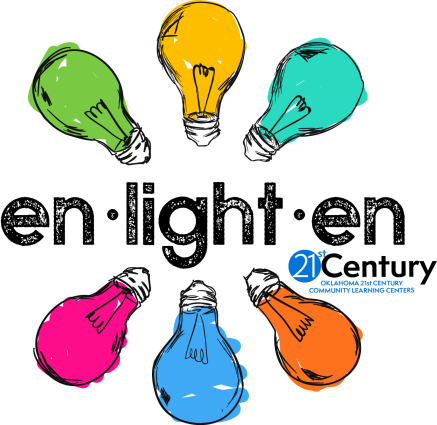 en·light·en
21st Century
OKLAHOMA 21st CENTURY
COMMUNITY LEARNING CENTERS